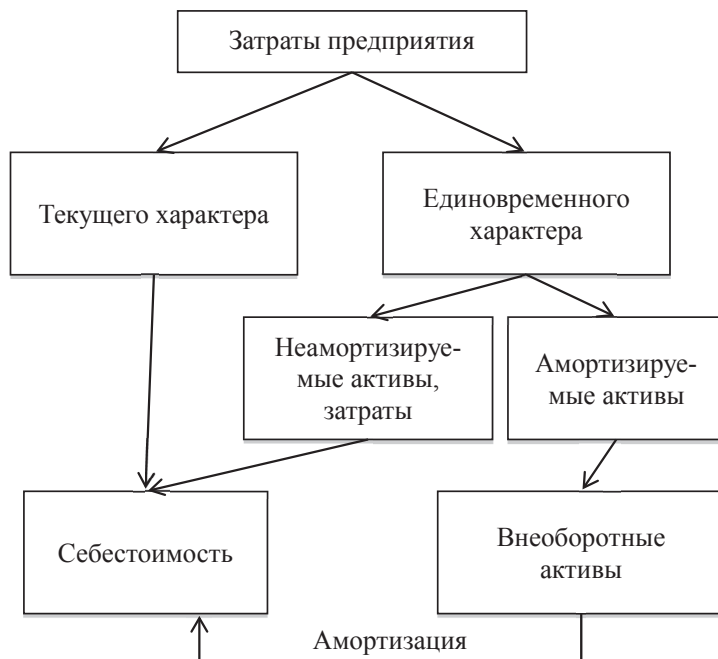 Затраты предприятия
Текущего характера
Единовременного
характера
Неамортизируе-
мые активы,
затраты
Амортизируе-
мые активы
Себестоимость
Внеоборотные
активы
Амортизация